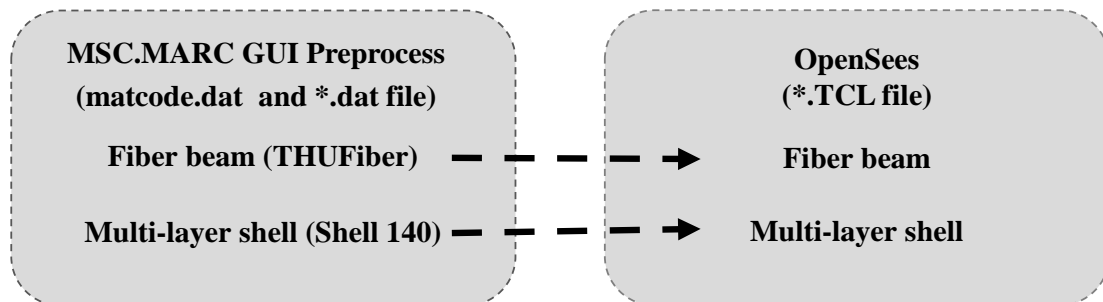 MSC.MARC GUI Preprocess
(matcode.dat and *.dat file)
Fiber beam (THUFiber)
Multi-layer shell (Shell 140)
OpenSees
(*.TCL file)
Fiber beam
Multi-layer shell